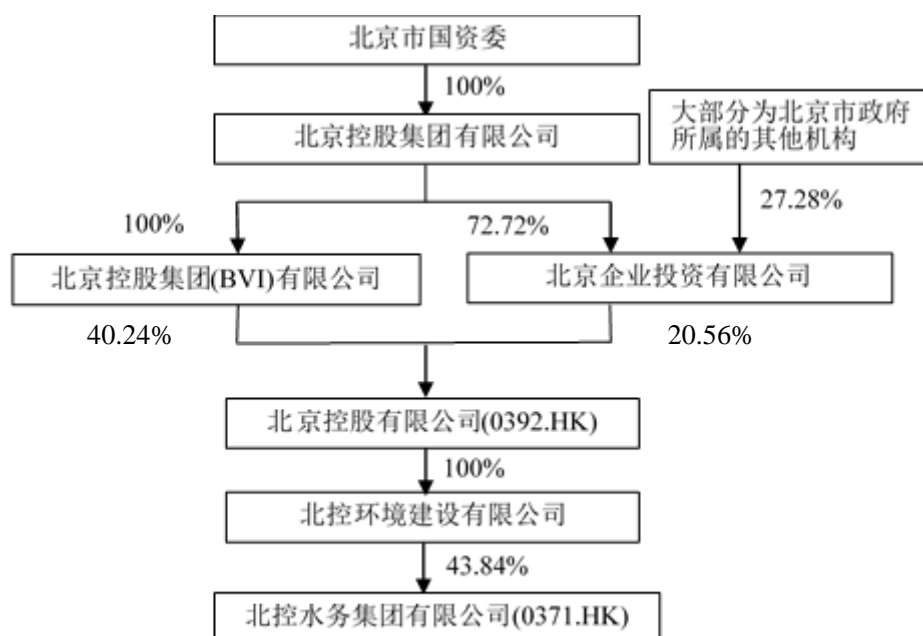 北京市国资委
100%
北京控股集团有限公司
大部分为北京市政府
所属的其他机构
100%
72.72%
27.28%
北京控股集团(BVI)有限公司
北京企业投资有限公司
40.24%
20.56%
北京控股有限公司(0392.HK)
100%
北控环境建设有限公司
43.84%
北控水务集团有限公司(0371.HK)